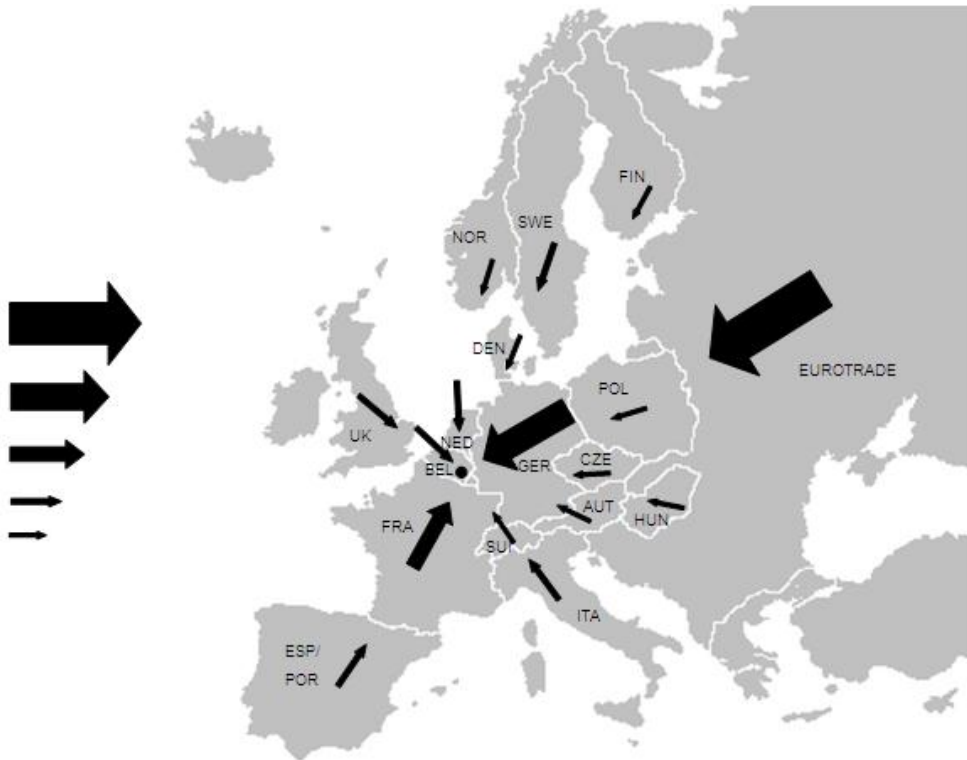 FIN
SWE
NOR
DEN
EUROTRADE
POL
UK
NED
BEL
GER
CZE
AUT
HUN
FRA
SUI
ITA
ESP/
POR